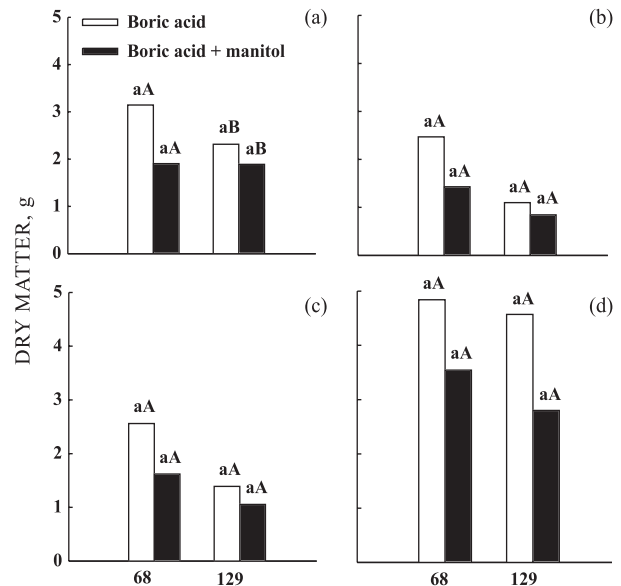 (a)
5
Boric acid
Boric acid + manitol
4
3
2
1
0
aA
aA
aB
aB
(b)
aA
aA
aA
aA
DRY MATTER, g
(c)
5
4
3
2
1
0
aA
aA
aA
aA
68
129
(d)
aA
aA
aA
aA
68
129